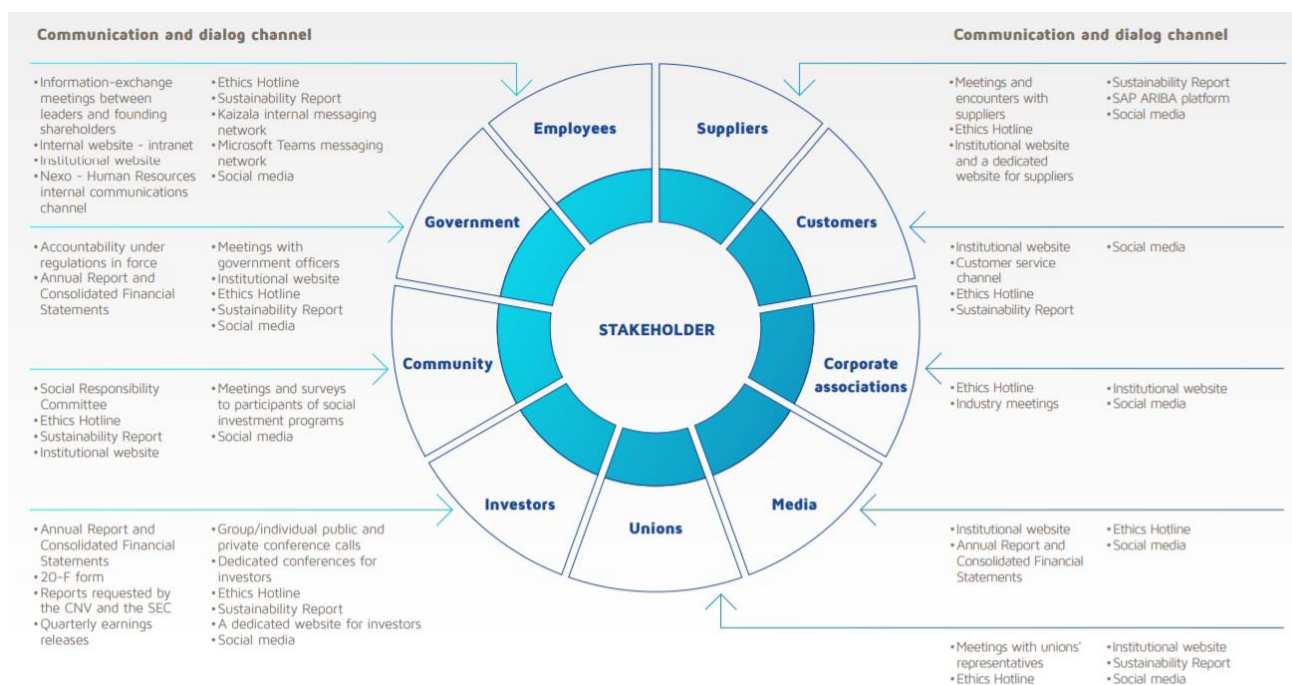 Communication and dialog channel
• Information-exchange
meetings between
leaders and founding
shareholders
• Internal website - intranet
• Institutional website
• Nexo - Human Resources
internal communications
channel
• Ethics Hotline
• Sustainability Report
• Kaizala internal messaging
network
• Microsoft Teams messaging
network
• Social media
• Accountability under
regulations in force
• Annual Report and
Consolidated Financial
Statements
• Meetings with
government officers
• Institutional website
• Ethics Hotline
• Sustainability Report
• Social media
• Social Responsibility
Committee
• Ethics Hotline
• Sustainability Report
• Institutional website
• Meetings and surveys
to participants of social
investment programs
• Social media
• Annual Report and
Consolidated Financial
Statements
• 20-F form
• Reports requested by
the CNV and the SEC
• Quarterly earnings
releases
• Group/individual public and
private conference calls
• Dedicated conferences for
investors
• Ethics Hotline
• Sustainability Report
• A dedicated website for investors
• Social media
Employees
Suppliers
Government
Customers
STAKEHOLDER
Community
Corporate
associations
Investors
Media
Unions
Communication and dialog channel
• Meetings and
encounters with
suppliers
• Ethics Hotline
• Institutional website
and a dedicated
website for suppliers
• Sustainability Report
• SAP ARIBA platform
• Social media
• Institutional website
• Customer service
channel
• Ethics Hotline
• Sustainability Report
• Social media
• Ethics Hotline
• Industry meetings
• Institutional website
• Social media
• Institutional website
• Annual Report and
Consolidated Financial
Statements
• Ethics Hotline
• Social media
• Meetings with unions'
representatives
• Ethics Hotline
• Institutional website
• Sustainability Report
• Social media